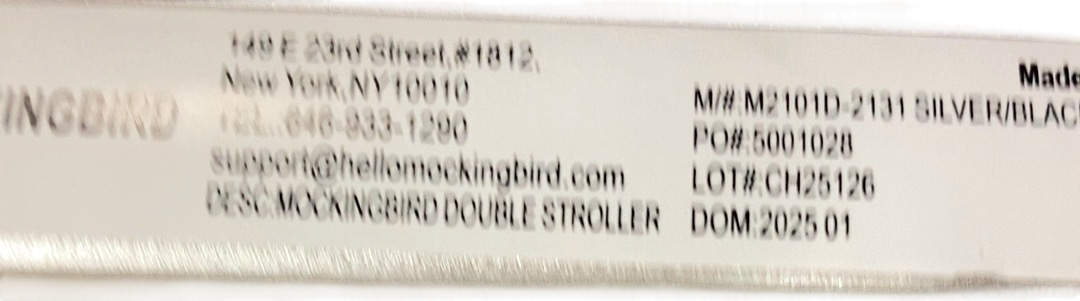 INGBIRD
149 E 23rd Street,#1812,
New York,NY10010
TEL.:646-933-1290
support@hellomockingbird.com
DESC:MOCKINGBIRD DOUBLE STROLLER
Made
M/#:M2101D-2131 SILVER/BLAC
PO#:5001028
LOT#:CH25126
DOM:2025 01